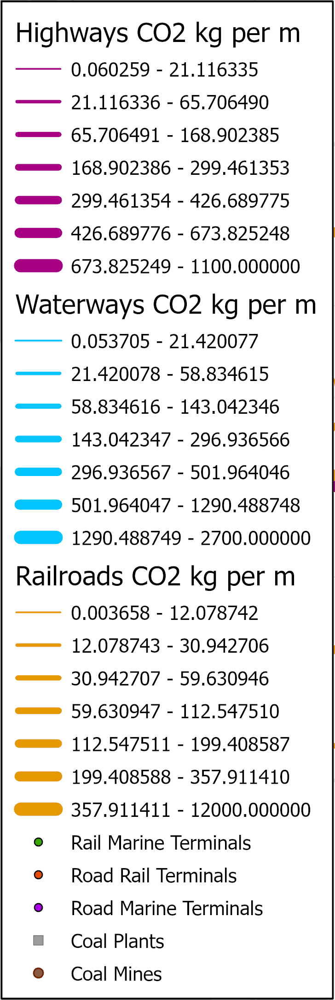 Highways CO2 kg per m
0.060259 - 21.116335
21.116336 - 65.706490
65.706491 - 168.902385
168.902386 - 299.461353
299.461354 - 426.689775
426.689776 - 673.825248
673.825249 - 1100.000000
Waterways CO2 kg per m
0.053705 - 21.420077
21.420078 - 58.834615
58.834616 - 143.042346
143.042347 - 296.936566
296.936567 - 501.964046
501.964047 - 1290.488748
1290.488749 - 2700.000000
Railroads CO2 kg per m
0.003658 - 12.078742
12.078743 - 30.942706
30.942707 - 59.630946
59.630947 - 112.547510
112.547511 - 199.408587
199.408588 - 357.911410
357.911411 - 12000.000000
Rail Marine Terminals
Road Rail Terminals
Road Marine Terminals
Coal Plants
Coal Mines